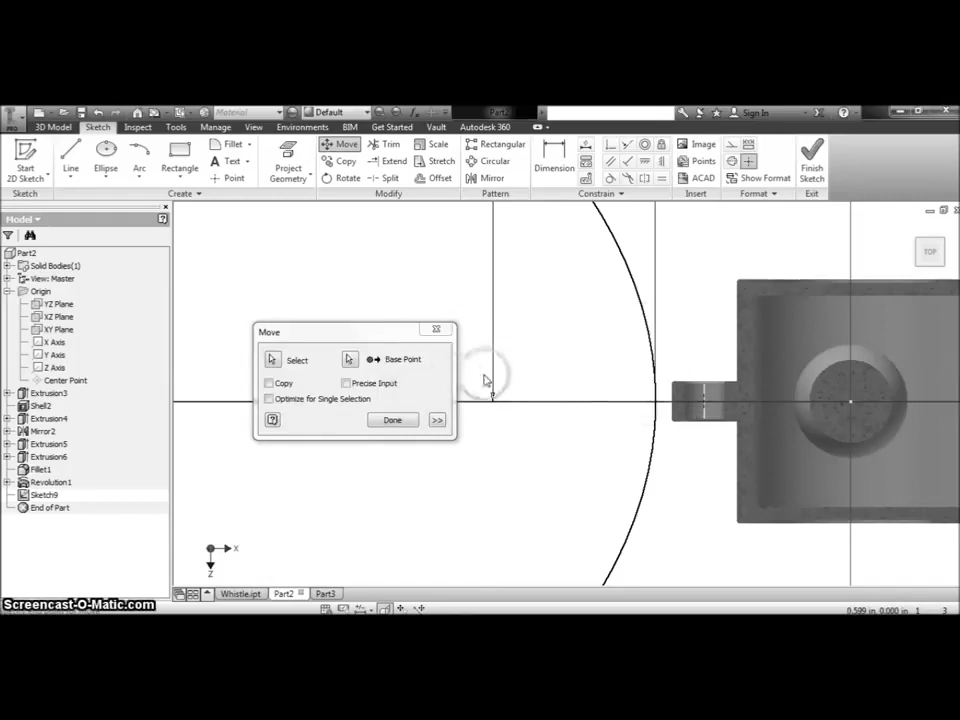 Material Default Part2 Sign In
PRO 3D Model Sketch Inspect Tools Manage View Environments BIM Get Started Vault Autodesk 360
Start 2D Sketch Line Ellipse Arc Rectangle Fillet Text Point Project Geometry Move Copy Rotate Trim Extend Split Scale Stretch Offset Rectangular Circular Mirror Dimension Image Points ACAD Show Format Finish Sketch
Sketch Create Modify Pattern Constrain Insert Format Exit
Model
Part2
Solid Bodies(1)
View: Master
Origin
YZ Plane
XZ Plane
XY Plane
X Axis
Y Axis
Z Axis
Center Point
Extrusion3
Shell2
Extrusion4
Mirror2
Extrusion5
Extrusion6
Fillet1
Revolution1
Sketch9
End of Part
TOP
Move
Select Base Point
Copy Precise Input
Optimize for Single Selection
Done >>
X
Z
Whistle.ipt Part2 Part3
Screencast-O-Matic.com
0.599 in, 0.000 in 1 3